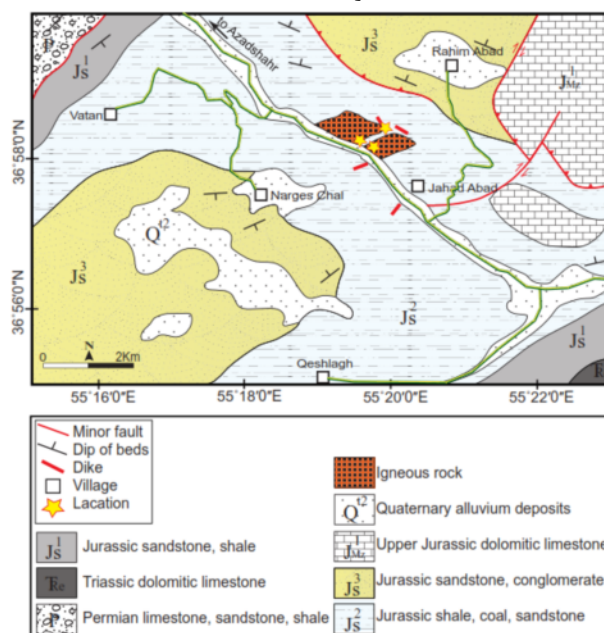 to Azadshahr
P
Js1
Js3
Rahim Abad
J1Mz
Vatan
36˚58'0"N
Jahad Abad
Narges Chal
Qt2
Js3
36˚56'0"
Js2
Js1
N
0 2Km
Qeshlagh
55˚16'0"E 55˚18'0"E 55˚20'0"E 55˚22'0"E
Minor fault
Dip of beds
Dike
Village
Lacation
Js1 Jurassic sandstone, shale
TRe Triassic dolomitic limestone
P Permian limestone, sandstone, shale
Igneous rock
Qt2 Quaternary alluvium deposits
J1Mz Upper Jurassic dolomitic limestone
Js3 Jurassic sandstone, conglomerate
Js2 Jurassic shale, coal, sandstone